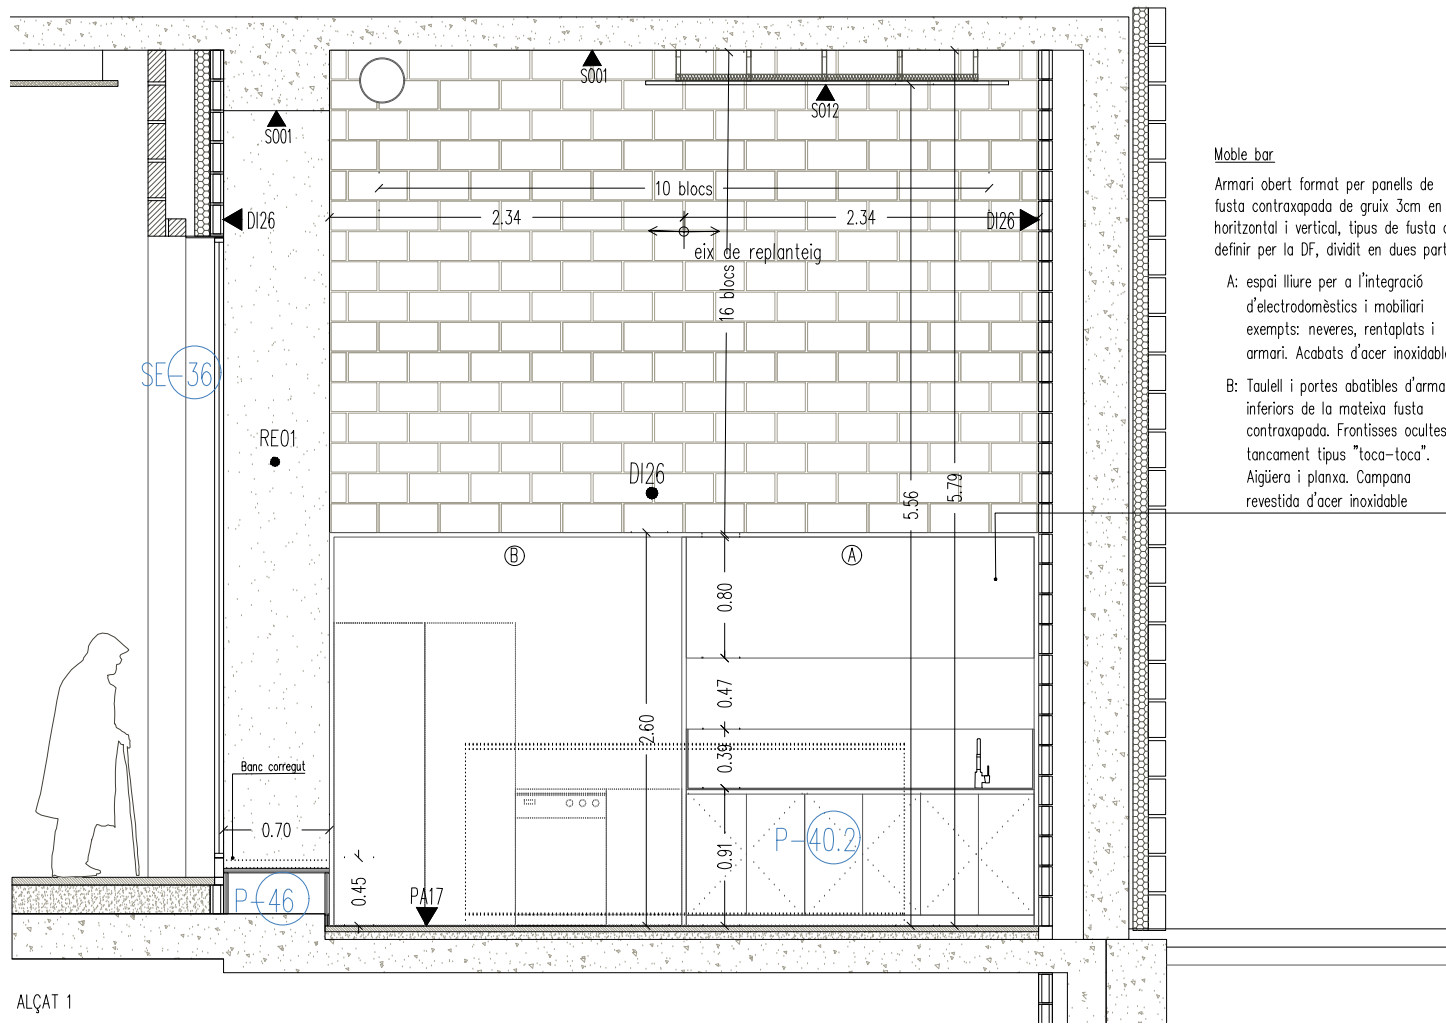 S001
S001
S012
10 blocs
2.34
2.34
DI26
DI26
eix de replanteig
16 blocs
SE-36
RE01
DI26
5.56
5.79
B
A
0.80
0.47
2.60
0.39
Banc corregut
0.70
0.91
P-40.2
0.45
P-46
PA17
ALÇAT 1
Moble bar
Armari obert format per panells de
fusta contraxapada de gruix 3cm en
horitzontal i vertical, tipus de fusta
definir per la DF, dividit en dues part
A: espai lliure per a l'integració
d'electrodomèstics i mobiliari
exempts: neveres, rentaplats i
armari. Acabats d'acer inoxidable
B: Taulell i portes abatibles d'arma
inferiors de la mateixa fusta
contraxapada. Frontisses ocultes
tancament tipus "toca-toca".
Aigüera i planxa. Campana
revestida d'acer inoxidable